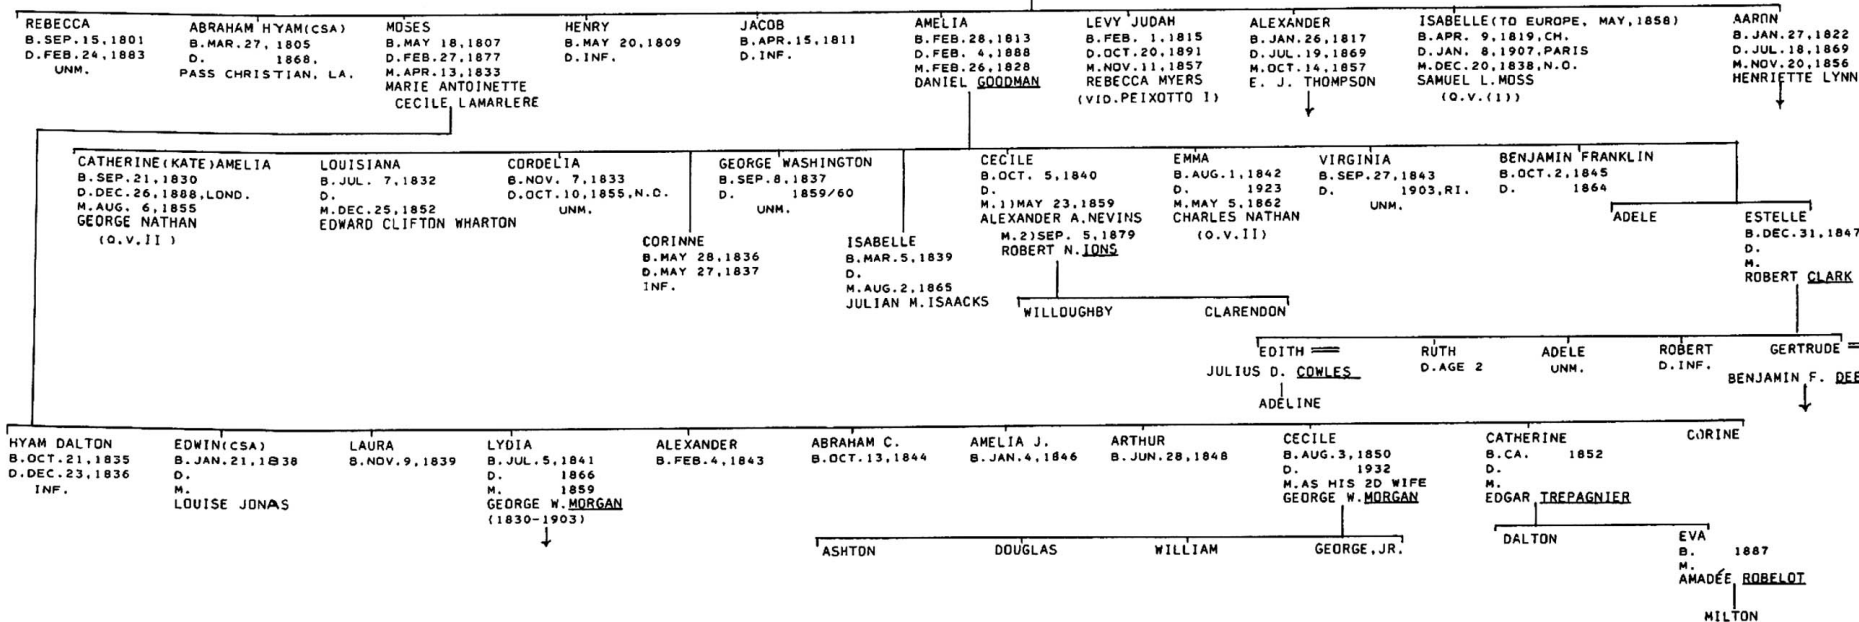 REBECCA
B.SEP.15,1801
D.FEB.24,1883
UNM.
ABRAHAM HYAM(CSA)
B.MAR.27, 1805
D. 1868,
PASS CHRISTIAN, LA.
MOSES
B.MAY 18,1807
D.FEB.27,1877
M.APR.13,1833
MARIE ANTOINETTE
CECILE LAMARLERE
HENRY
B.MAY 20,1809
D.INF.
JACOB
B.APR.15,1811
D.INF.
AMELIA
B.FEB.28,1813
D.FEB. 4,1888
M.FEB.26,1828
DANIEL GOODMAN
LEVY JUDAH
B.FEB. 1,1815
D.OCT.20,1891
M.NOV.11,1857
REBECCA MYERS
(VID.PEIXOTTO I)
ALEXANDER
B.JAN.26,1817
D.JUL.19,1869
M.OCT.14,1857
E. J. THOMPSON
ISABELLE(TO EUROPE, MAY,1858)
B.APR. 9,1819,CH.
D.JAN. 8,1907,PARIS
M.DEC.20,1838,N.O.
SAMUEL L.MOSS
(Q.V.(1))
AARON
B.JAN.27,1822
D.JUL.18,1869
M.NOV.20,1856
HENRIETTE LYNN
CATHERINE(KATE)AMELIA
B.SEP.21,1830
D.DEC.26,1888,LOND.
M.AUG. 6,1855
GEORGE NATHAN
(Q.V.II )
LOUISIANA
B.JUL. 7,1832
D.
M.DEC.25,1852
EDWARD CLIFTON WHARTON
CORDELIA
B.NOV. 7,1833
D.OCT.10,1855,N.O.
UNM.
CORINNE
B.MAY 28,1836
D.MAY 27,1837
INF.
GEORGE WASHINGTON
B.SEP.8,1837
D. 1859/60
UNM.
ISABELLE
B.MAR.5,1839
D.
M.AUG.2,1865
JULIAN M.ISAACKS
CECILE
B.OCT. 5,1840
D.
M.1)MAY 23,1859
ALEXANDER A.NEVINS
M.2)SEP. 5,1879
ROBERT N.IONS
EMMA
B.AUG.1,1842
D. 1923
M.MAY 5,1862
CHARLES NATHAN
(Q.V.II)
VIRGINIA
B.SEP.27,1843
D. 1903,RI.
UNM.
BENJAMIN FRANKLIN
B.OCT.2,1845
D. 1864
ADELE
ESTELLE
B.DEC.31,1847
D.
M.
ROBERT CLARK
WILLOUGHBY
CLARENDON
EDITH
JULIUS D. COWLES
ADELINE
RUTH
D.AGE 2
ADELE
UNM.
ROBERT
D.INF.
GERTRUDE
BENJAMIN F.
HYAM DALTON
B.OCT.21,1835
D.DEC.23,1836
INF.
EDWIN(CSA)
B.JAN.21,1838
D.
M.
LOUISE JONAS
LAURA
B.NOV.9,1839
LYDIA
B.JUL.5,1841
D. 1866
M. 1859
GEORGE W.MORGAN
(1830-1903)
ALEXANDER
B.FEB.4,1843
ABRAHAM C.
B.OCT.13,1844
AMELIA J.
B.JAN.4,1846
ARTHUR
B.JUN.28,1848
CECILE
B.AUG.3,1850
D. 1932
M.AS HIS 2D WIFE
GEORGE W.MORGAN
CATHERINE
B.CA. 1852
D.
M.
EDGAR TREPAGNIER
CORINE
ASHTON
DOUGLAS
WILLIAM
GEORGE,JR.
DALTON
EVA
B. 1887
M.
AMADÉE ROBELOT
MILTON